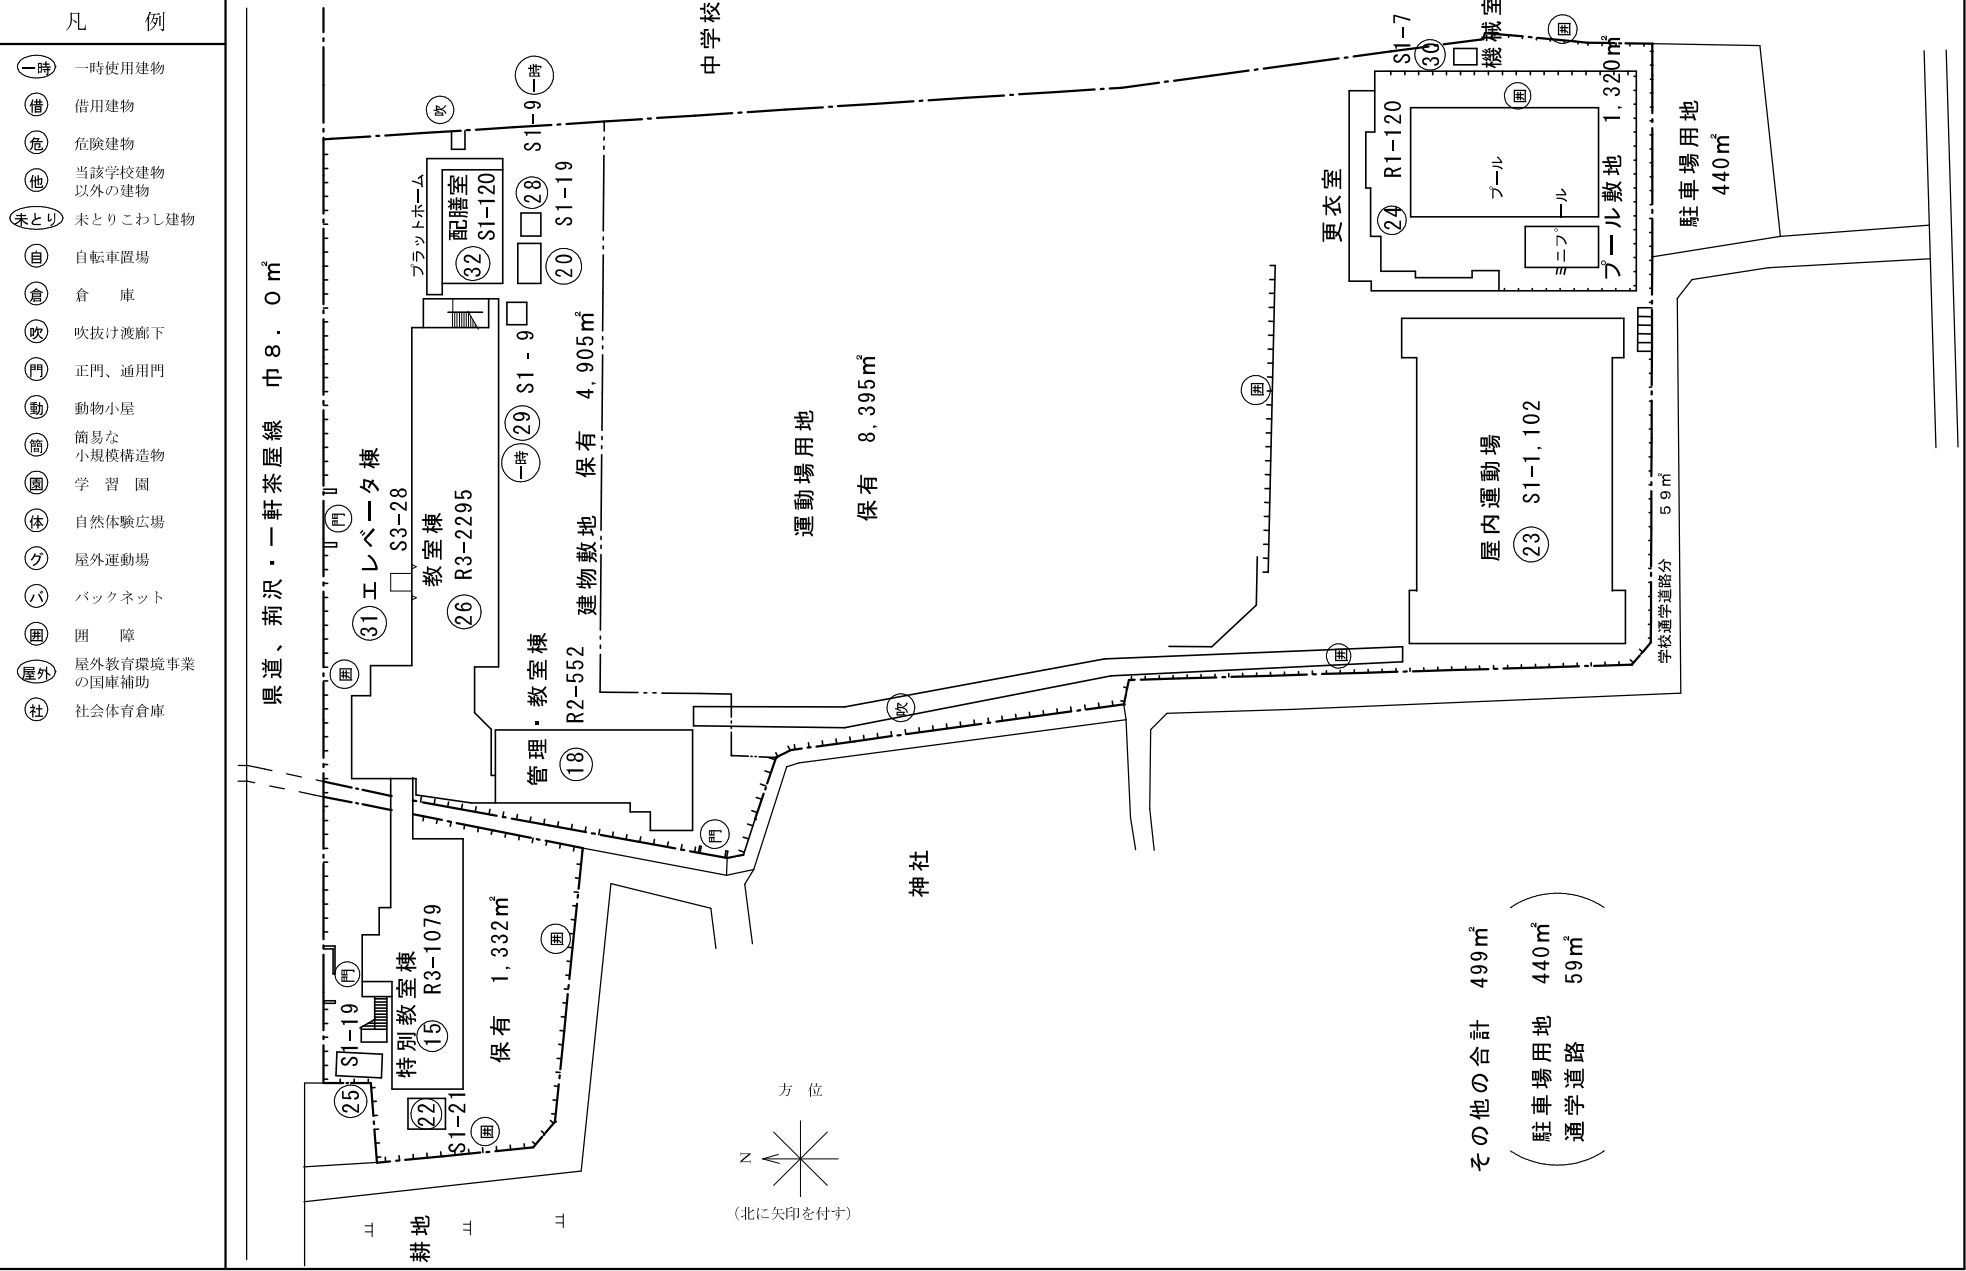 凡 例
一時 一時使用建物
借 借用建物
危 危険建物
他 当該学校建物
以外の建物
未とり 未とりこわし建物
自 自転車置場
倉 倉 庫
吹 吹抜け渡廊下
門 正門、通用門
動 動物小屋
簡 簡易な
小規模構造物
園 学 習 園
体 自然体験広場
グ 屋外運動場
バ バックネット
囲 囲 障
屋外 屋外教育環境事業
の国庫補助
社 社会体育倉庫
県道、荊沢・一軒茶屋線 巾8.0㎡
中学校
吹
S1-9 一時
プラットホーム
配膳室
32 S1-120
28 S1-19
20
一時 29 S1-9
建物敷地 保有 4,905㎡
門
31 エレベータ棟
S3-28
教室棟
26 R3-2295
囲
管理・教室棟
18 R2-552
門
運動場用地
保有 8,395㎡
囲
吹
囲
30 S1-7
機械室
囲
囲
更衣室
24 R1-120
プール
ミニプール
プール敷地 1,320㎡
駐車場用地
440㎡
屋内運動場
23 S1-1,102
学校通学道路分 59㎡
神社
門
25 S1-19
特別教室棟
15 R3-1079
22 S1-21
保有 1,332㎡
囲
囲
耕地
方 位
N
(北に矢印を付す)
その他の合計 499㎡
駐車場用地 440㎡
通学道路 59㎡